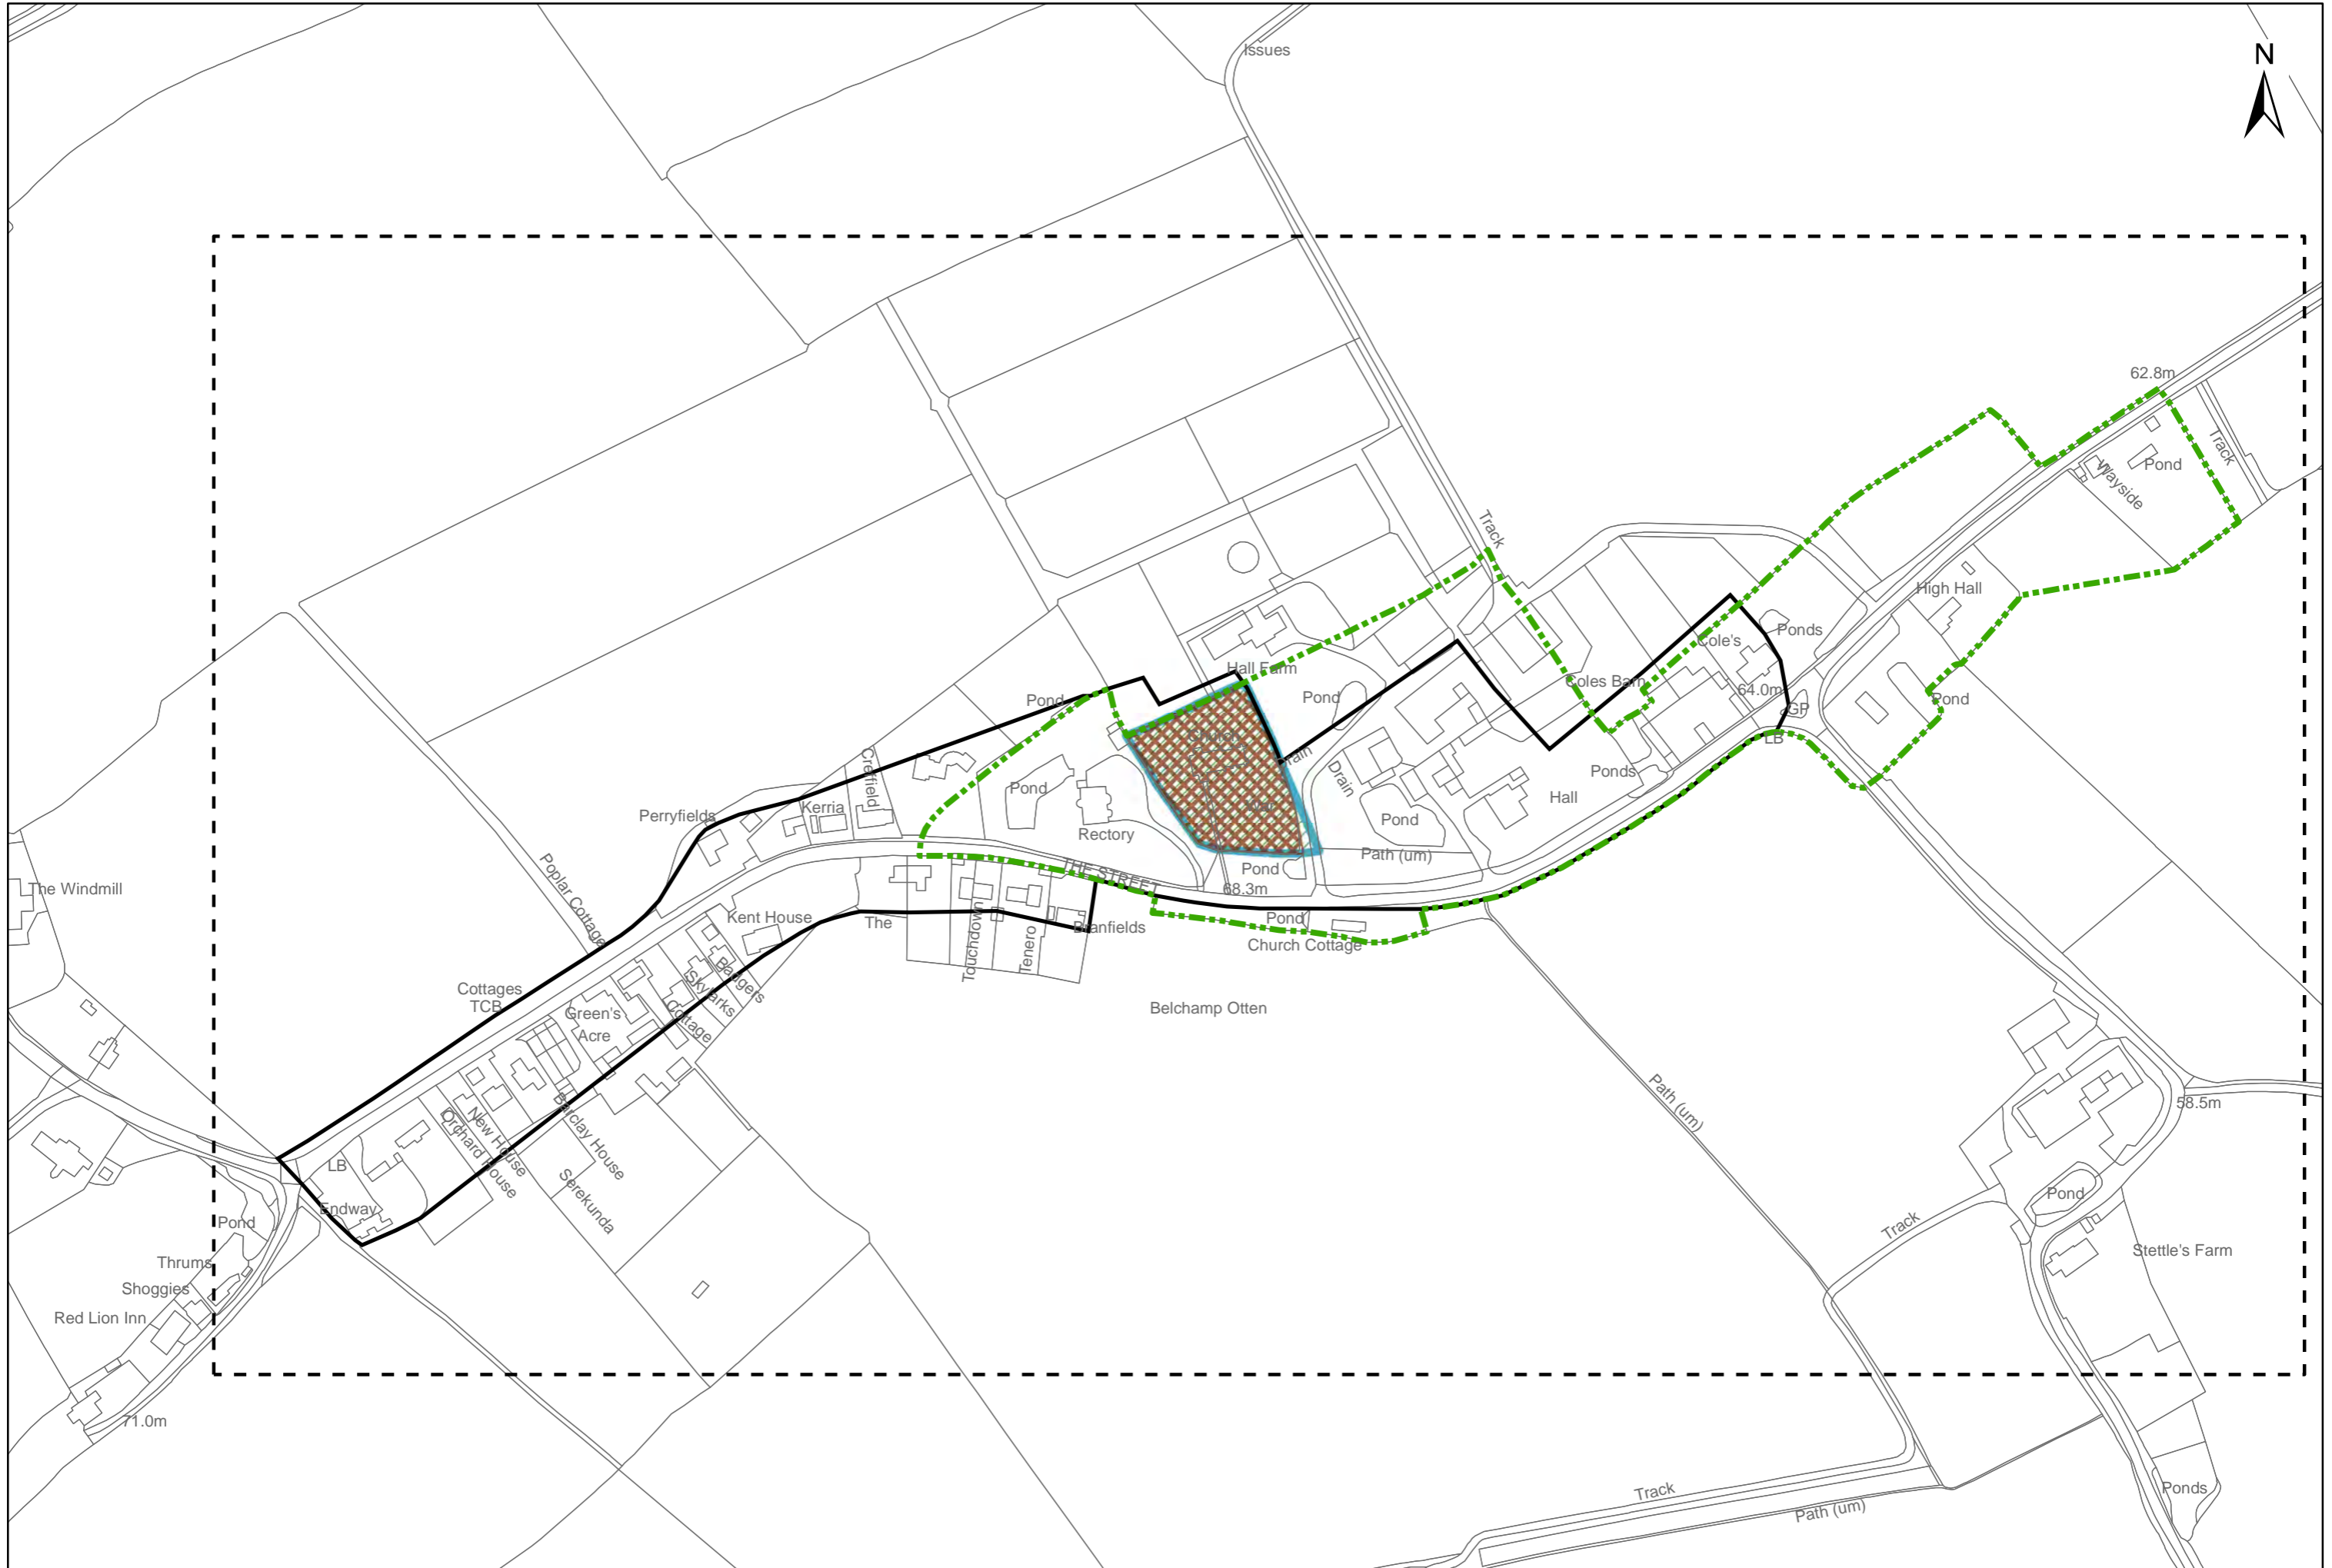 Issues
N
62.8m
Track
Pond
Wayside
Track
High Hall
Ponds
Cole's
Hall Farm
Coles Barn
Pond
Pond
64.0m
Pond
GP
LB
Church
Drain
Drain
Creffield
Ponds
Pond
Hall
Kerria
Perryfields
Pond
Rectory
Path (um)
THE STREET
Pond
68.3m
The Windmill
Poplar Cottage
Kent House
The
Pond
Branfields
Touchdown
Tenero
Church Cottage
Badgers
Skylarks
Cottage
Cottages
TCB
Green's
Acre
Belchamp Otten
Path (um)
58.5m
Barclay House
New House
Orchard House
Serekunda
LB
Endway
Pond
Pond
Track
Stettle's Farm
Thrums
Shoggies
Red Lion Inn
71.0m
Track
Path (um)
Ponds